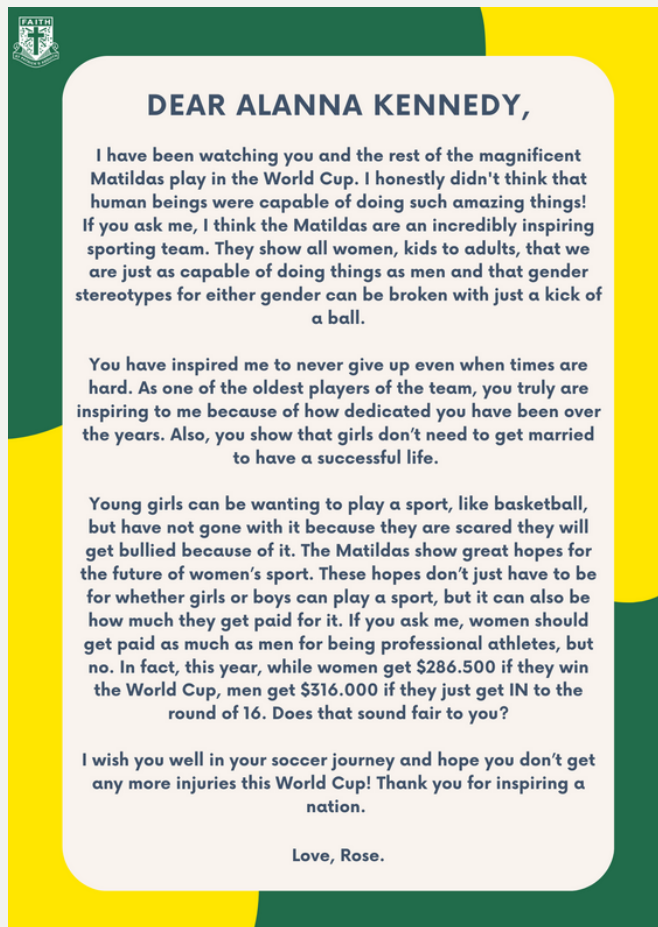 FAITH
DEAR ALANNA KENNEDY,
I have been watching you and the rest of the magnificent
Matildas play in the World Cup. I honestly didn't think that
human beings were capable of doing such amazing things!
If you ask me, I think the Matildas are an incredibly inspiring
sporting team. They show all women, kids to adults, that we
are just as capable of doing things as men and that gender
stereotypes for either gender can be broken with just a kick of
a ball.
You have inspired me to never give up even when times are
hard. As one of the oldest players of the team, you truly are
inspiring to me because of how dedicated you have been over
the years. Also, you show that girls don’t need to get married
to have a successful life.
Young girls can be wanting to play a sport, like basketball,
but have not gone with it because they are scared they will
get bullied because of it. The Matildas show great hopes for
the future of women’s sport. These hopes don’t just have to be
for whether girls or boys can play a sport, but it can also be
how much they get paid for it. If you ask me, women should
get paid as much as men for being professional athletes, but
no. In fact, this year, while women get $286.500 if they win
the World Cup, men get $316.000 if they just get IN to the
round of 16. Does that sound fair to you?
I wish you well in your soccer journey and hope you don’t get
any more injuries this World Cup! Thank you for inspiring a
nation.
Love, Rose.